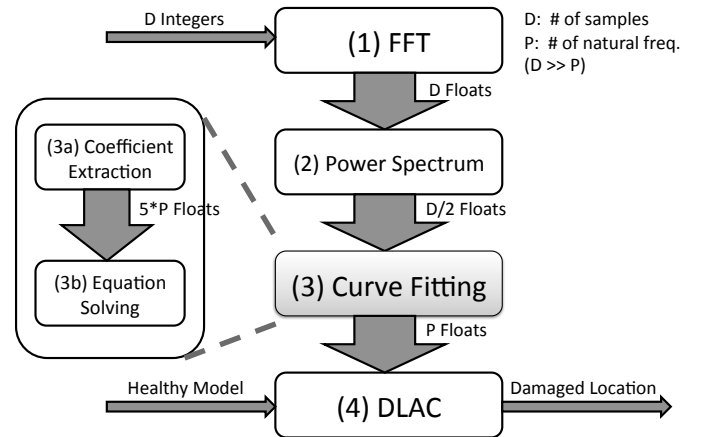 D Integers
(1) FFT
D: # of samples
P: # of natural freq.
(D >> P)
D Floats
(2) Power Spectrum
D/2 Floats
(3a) Coefficient
Extraction
5*P Floats
(3b) Equation
Solving
(3) Curve Fitting
P Floats
Healthy Model
(4) DLAC
Damaged Location